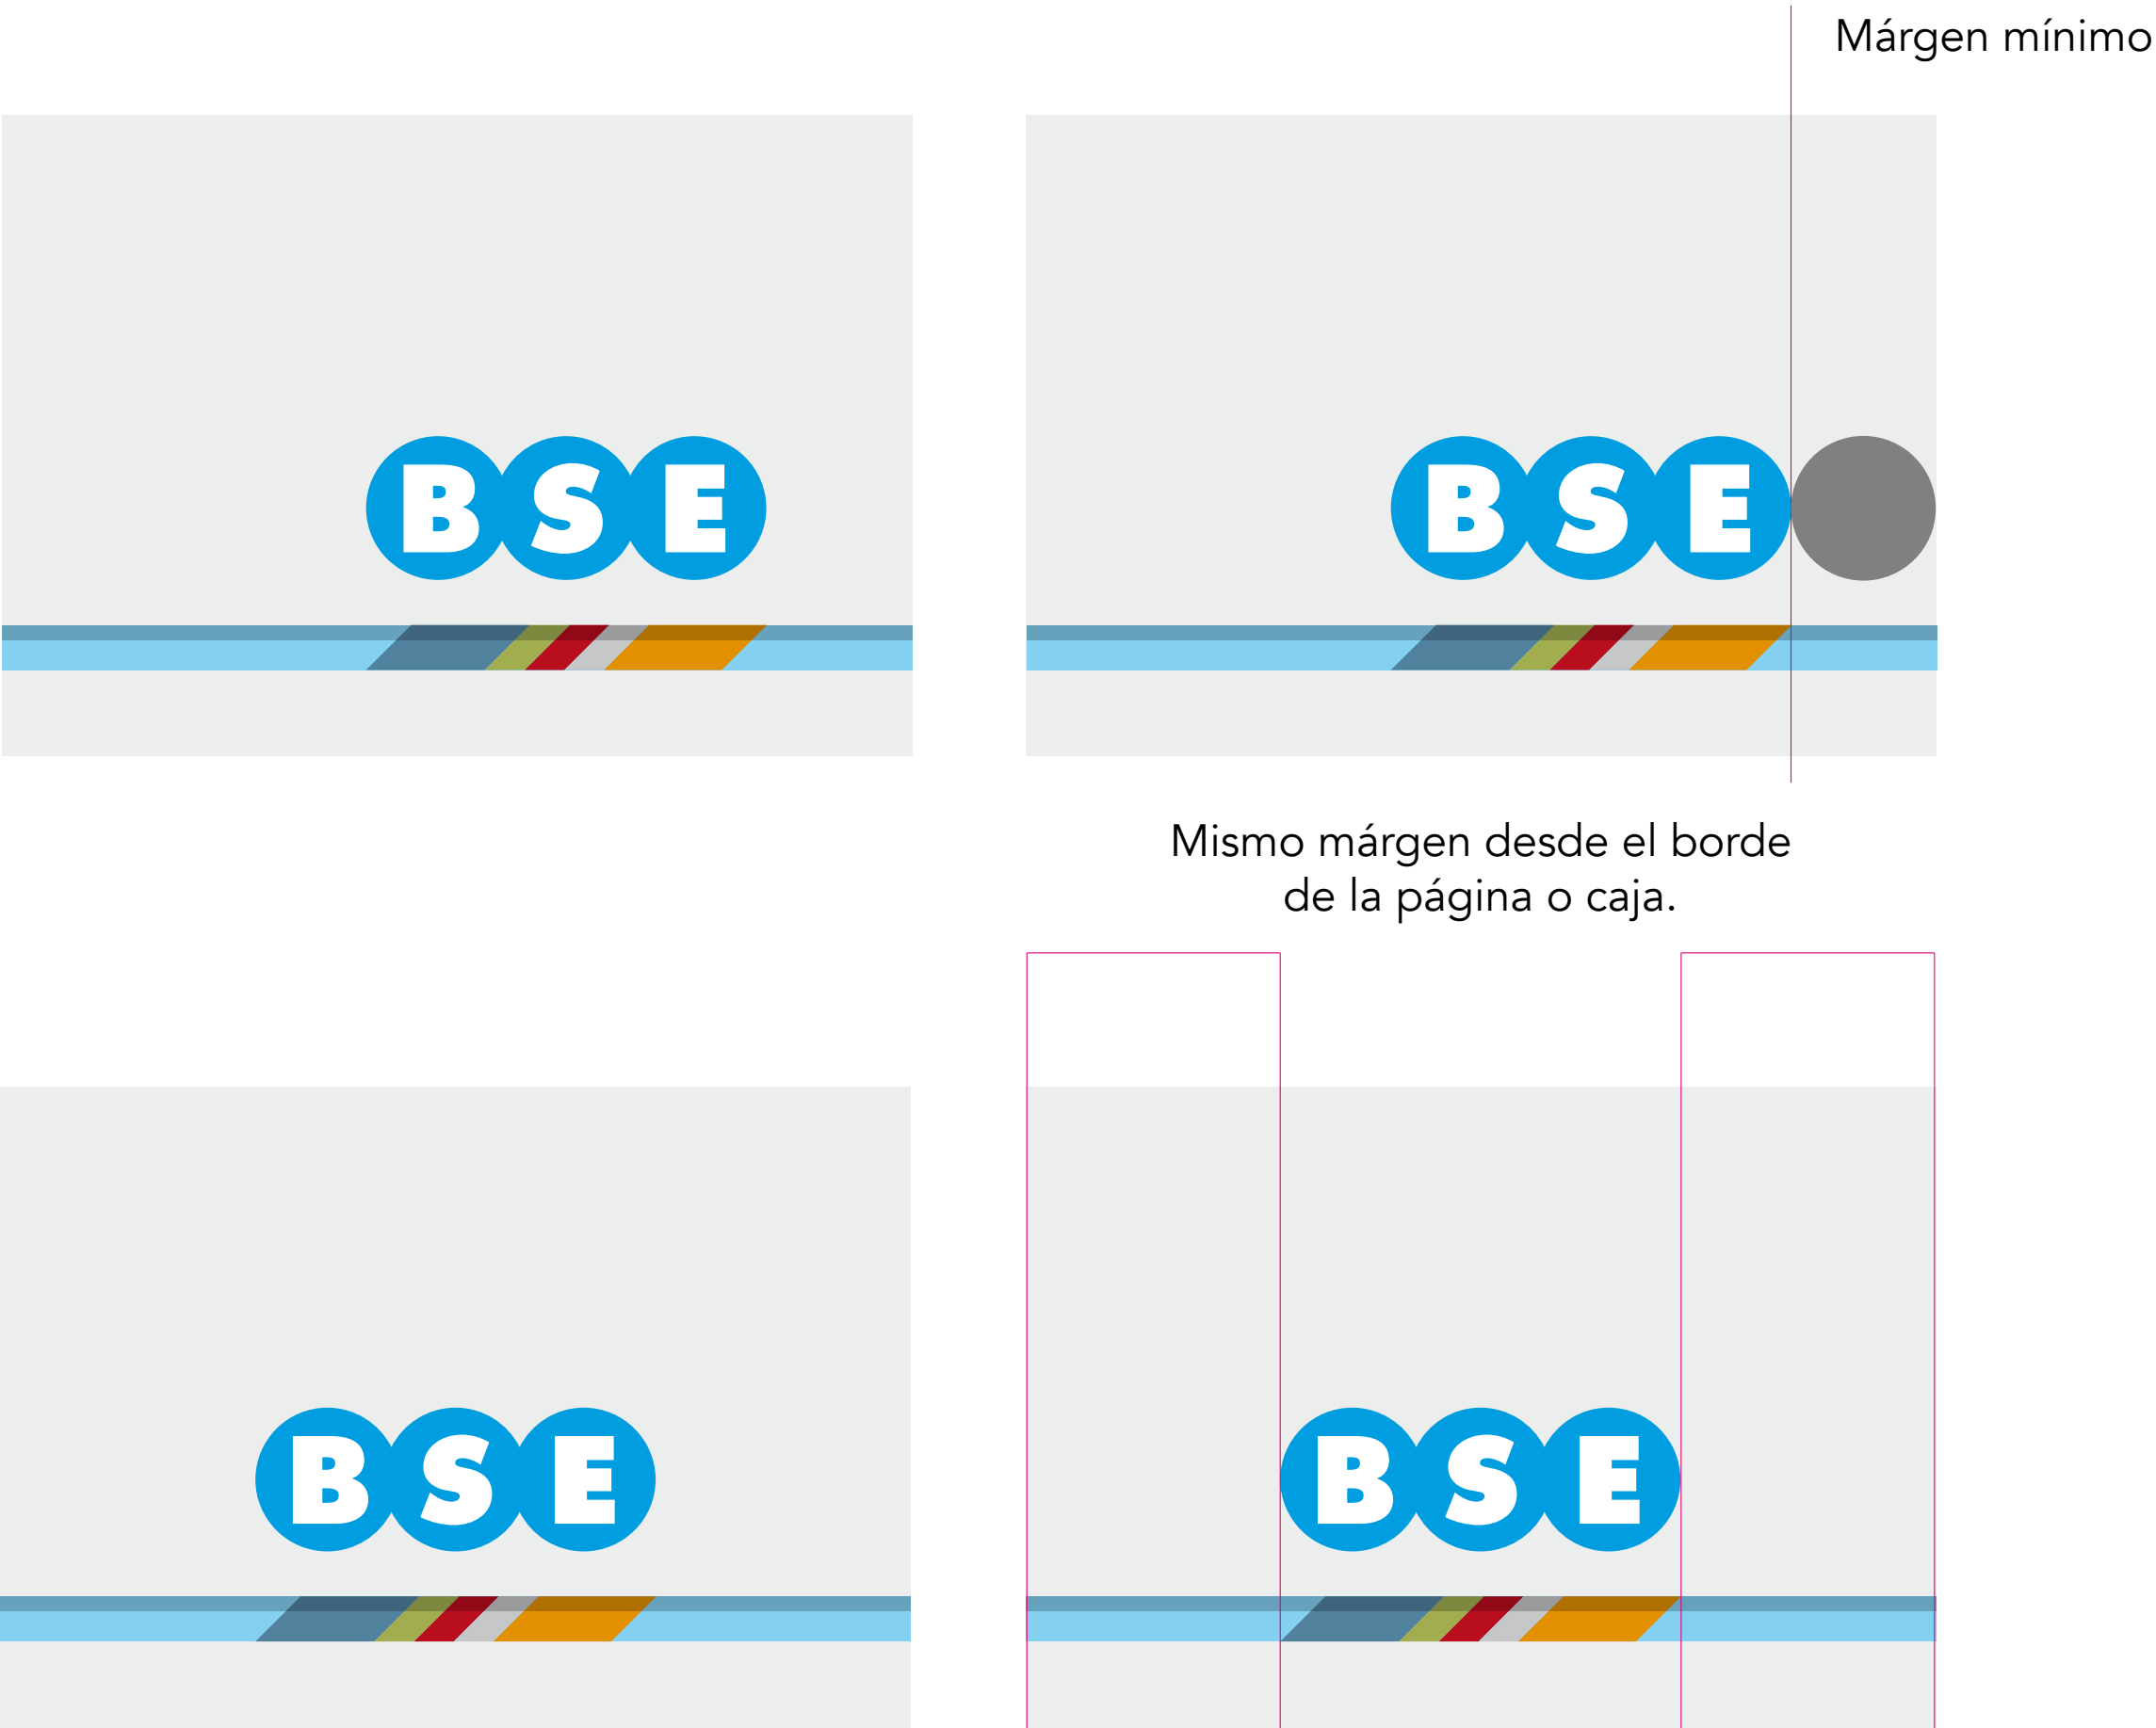 Márgen mínimo
BSE
BSE
Mismo márgen desde el borde
de la página o caja.
BSE
BSE